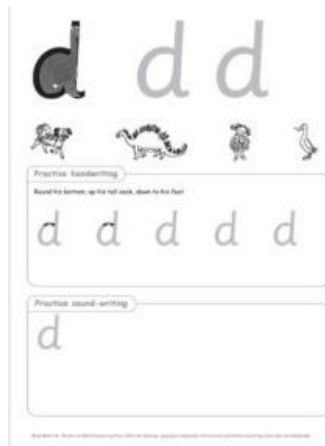 d d d
Practise handwriting
Round his bottom, up his tall neck, down to his feet!
d d d d d
Practise sound-writing
d